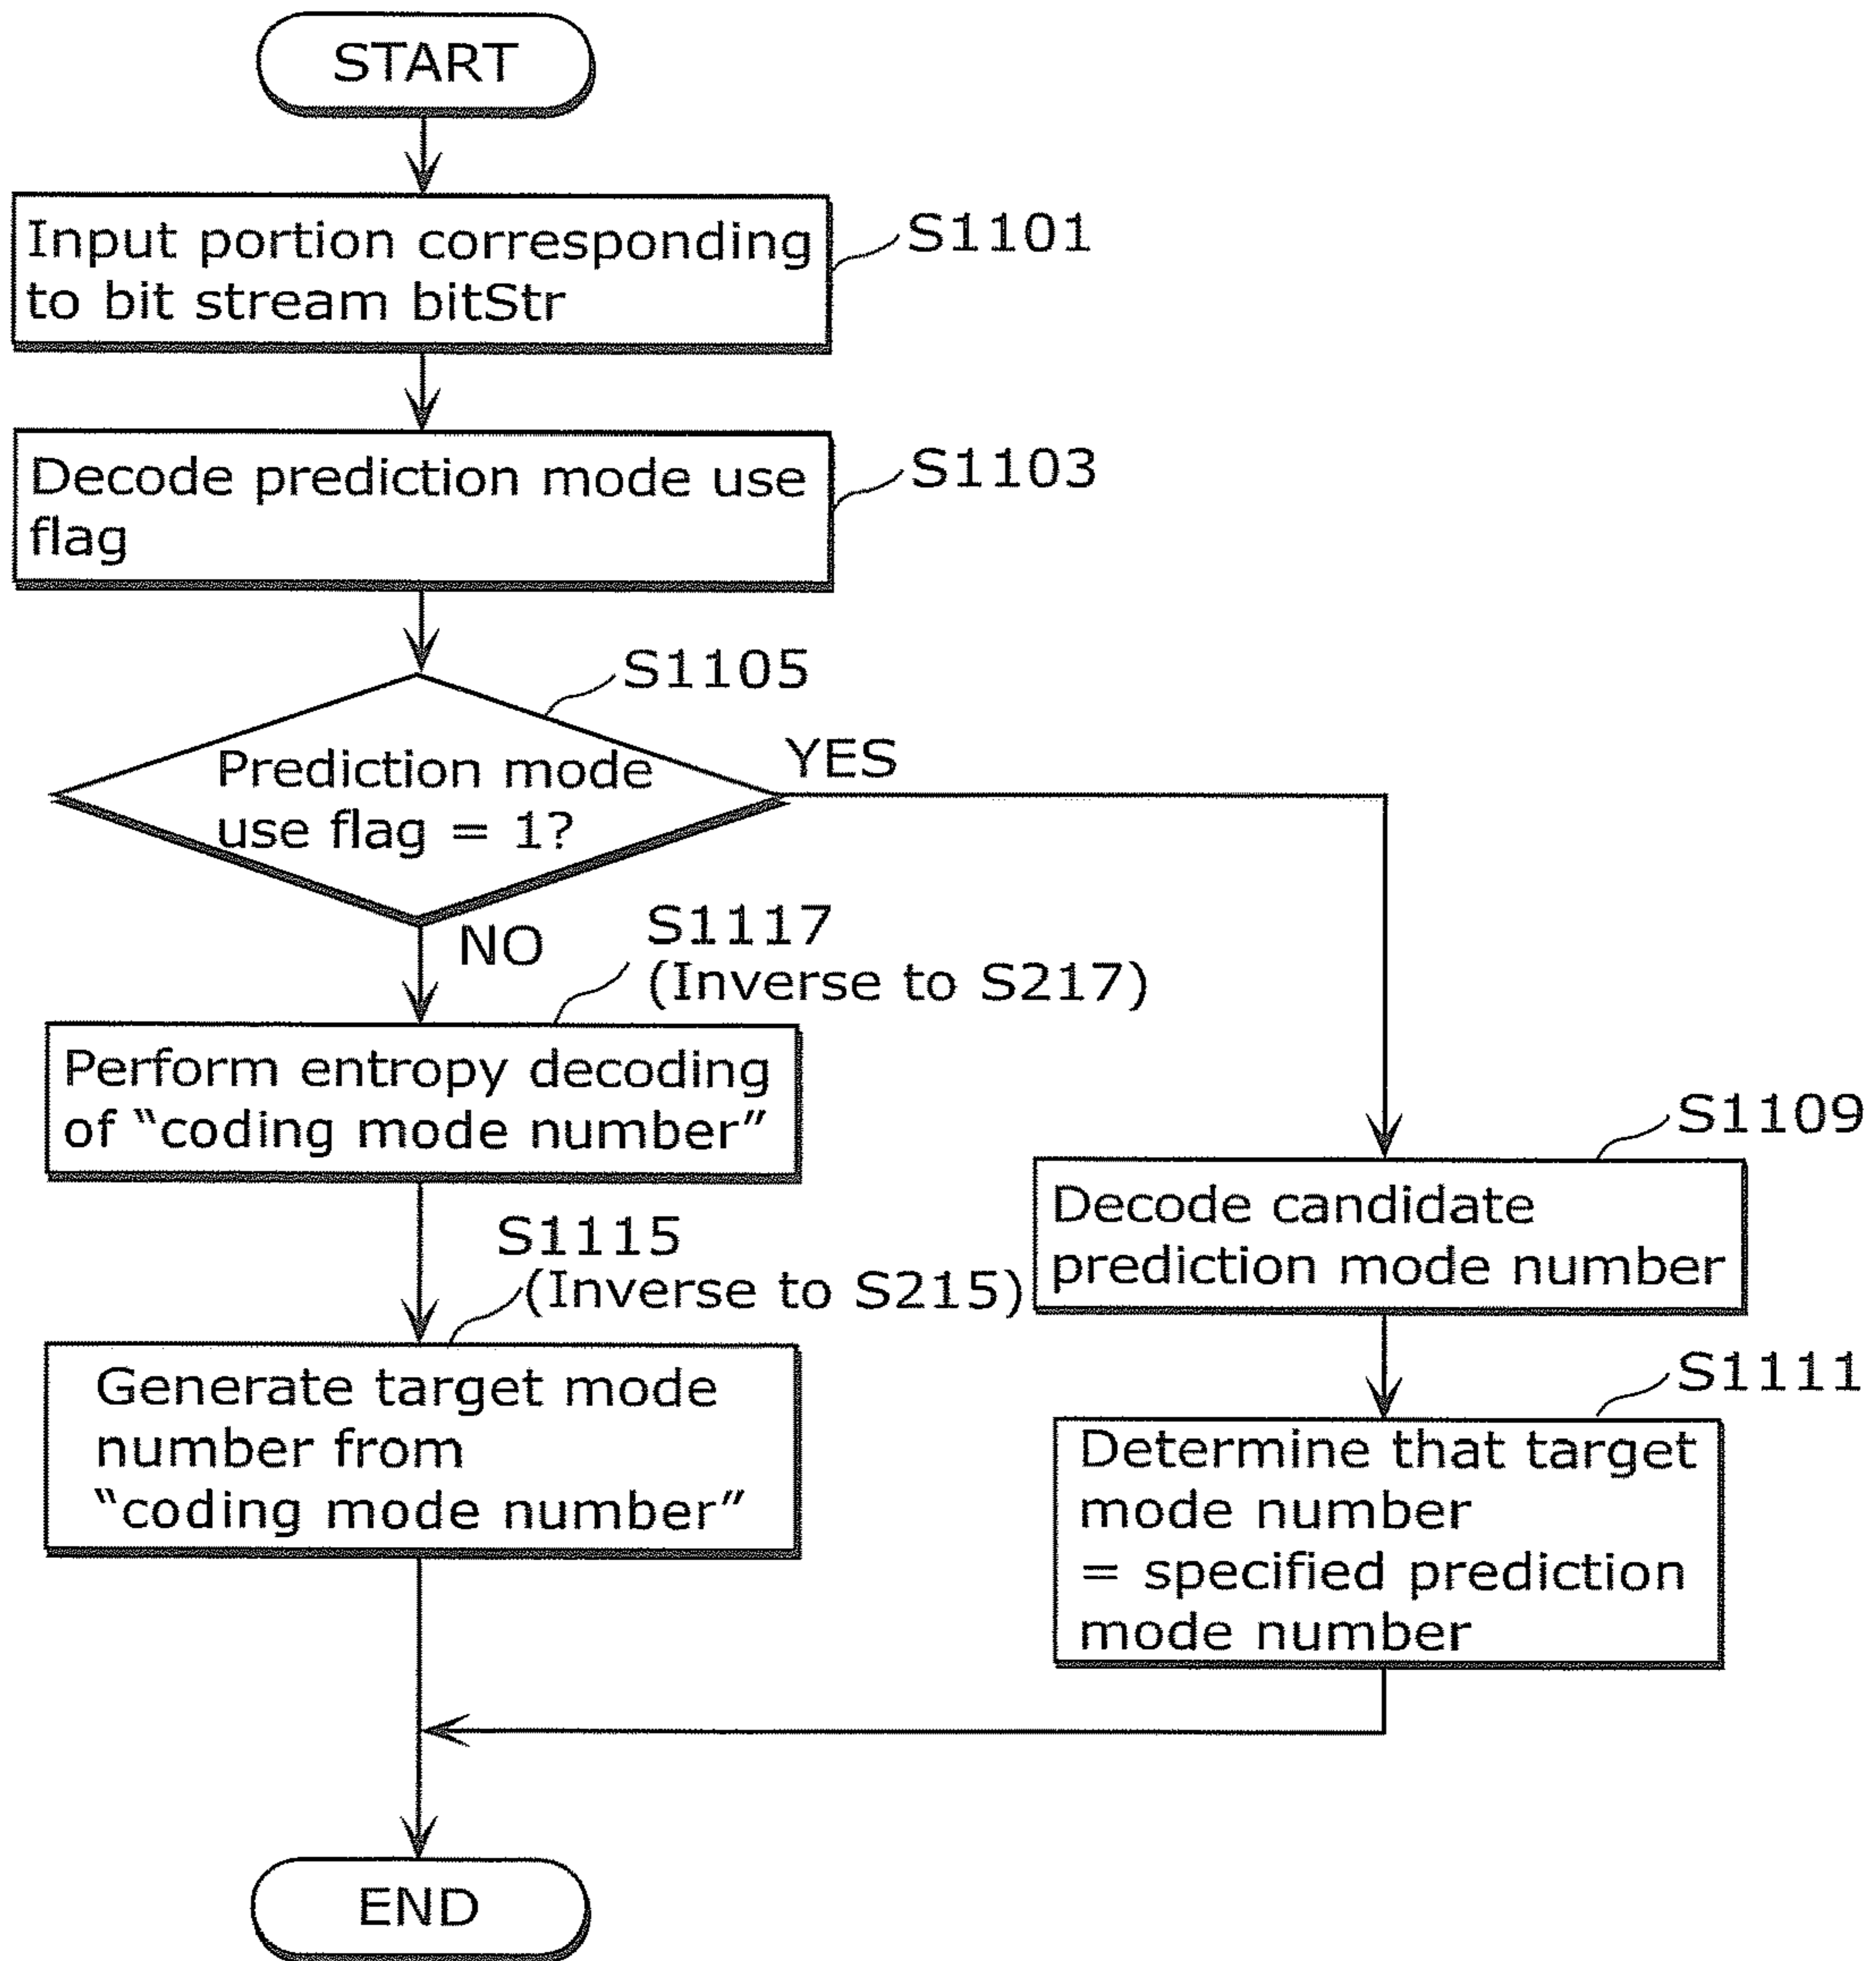 START
Input portion corresponding
to bit stream bitStr
S1101
Decode prediction mode use
flag
S1103
S1105
Prediction mode
use flag = 1?
YES
NO
S1117
(Inverse to S217)
Perform entropy decoding
of “coding mode number”
S1109
Decode candidate
prediction mode number
S1115
(Inverse to S215)
Generate target mode
number from
“coding mode number”
S1111
Determine that target
mode number
= specified prediction
mode number
END